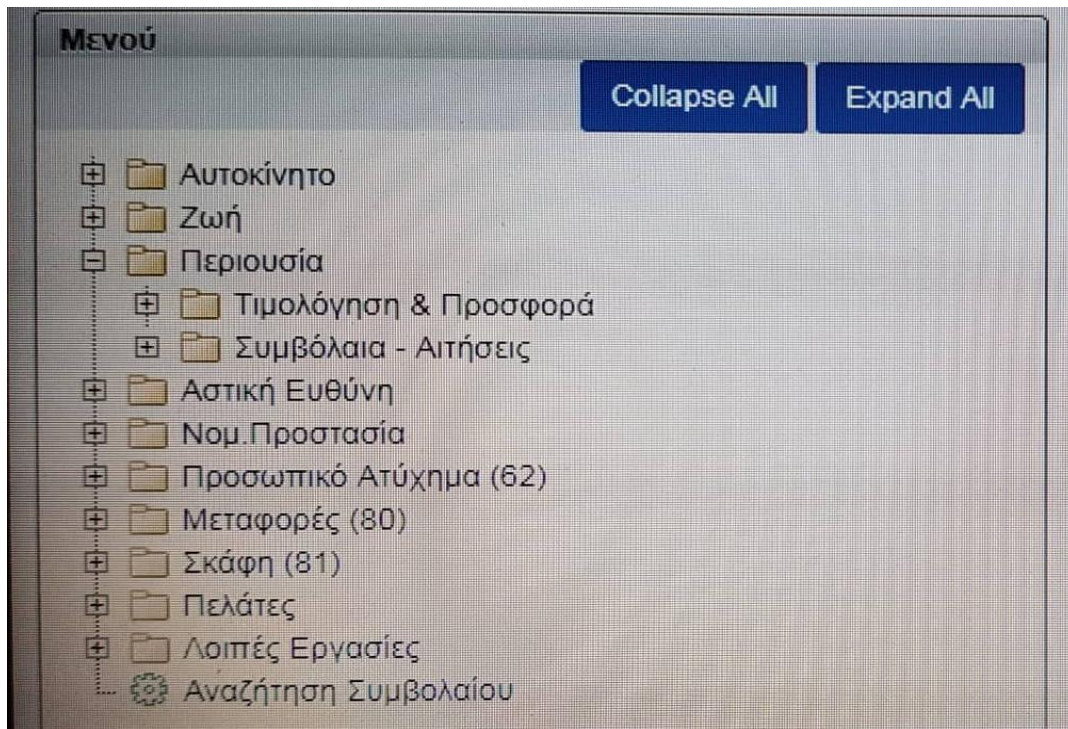 Μενού
Collapse All Expand All
Αυτοκίνητο
Ζωή
Περιουσία
Τιμολόγηση & Προσφορά
Συμβόλαια - Αιτήσεις
Αστική Ευθύνη
Νομ.Προστασία
Προσωπικό Ατύχημα (62)
Μεταφορές (80)
Σκάφη (81)
Πελάτες
Λοιπές Εργασίες
Αναζήτηση Συμβολαίου